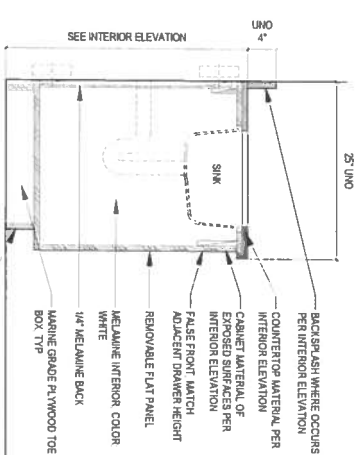 SEE INTERIOR ELEVATION
UNO
4"
25" UNO
SINK
BACKSPLASH WHERE OCCURS
PER INTERIOR ELEVATION
COUNTERTOP MATERIAL PER
INTERIOR ELEVATION
CABINET MATERIAL OF
EXPOSED SURFACES PER
INTERIOR ELEVATION
FALSE FRONT, MATCH
ADJACENT DRAWER HEIGHT
REMOVABLE FLAT PANEL
MELAMINE INTERIOR COLOR
WHITE
1/4" MELAMINE BACK
MARINE GRADE PLYWOOD TOE
BOX, TYP